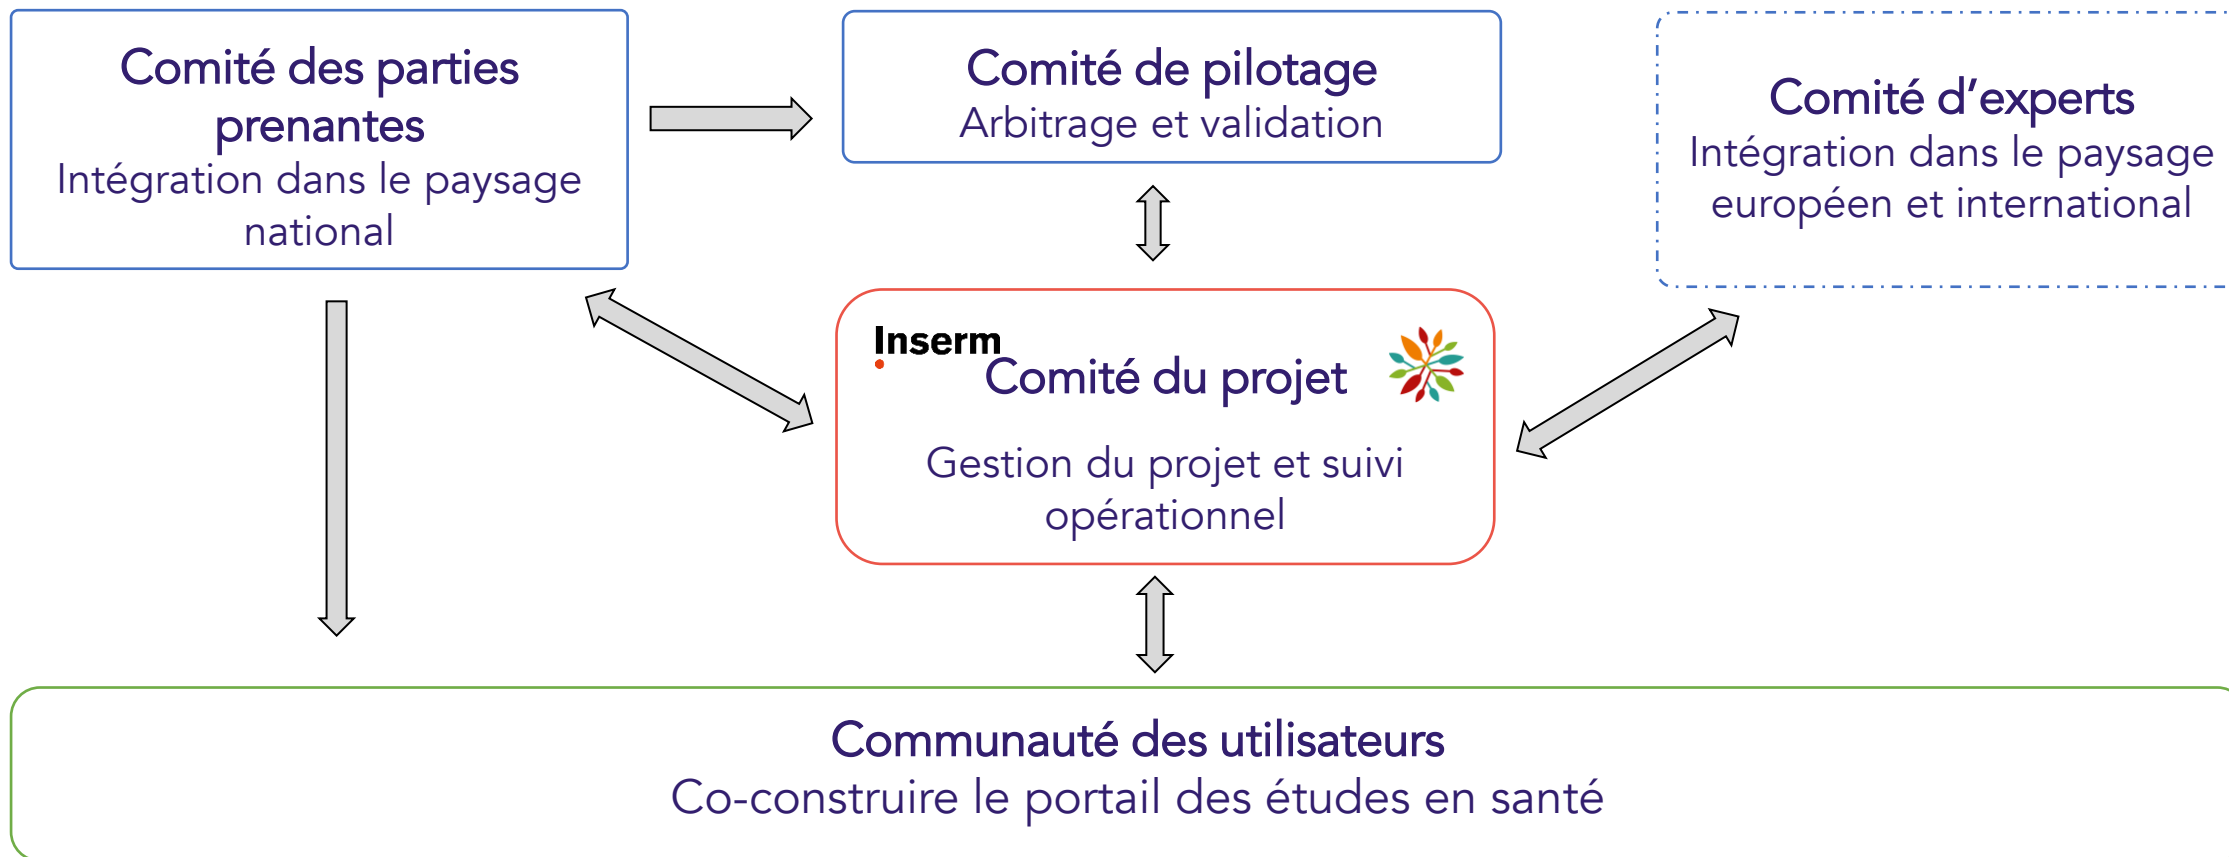 Comité des parties
prenantes
Intégration dans le paysage
national
Comité de pilotage
Arbitrage et validation
Comité d’experts
Intégration dans le paysage
européen et international
Inserm
Comité du projet
Gestion du projet et suivi
opérationnel
Communauté des utilisateurs
Co-construire le portail des études en santé